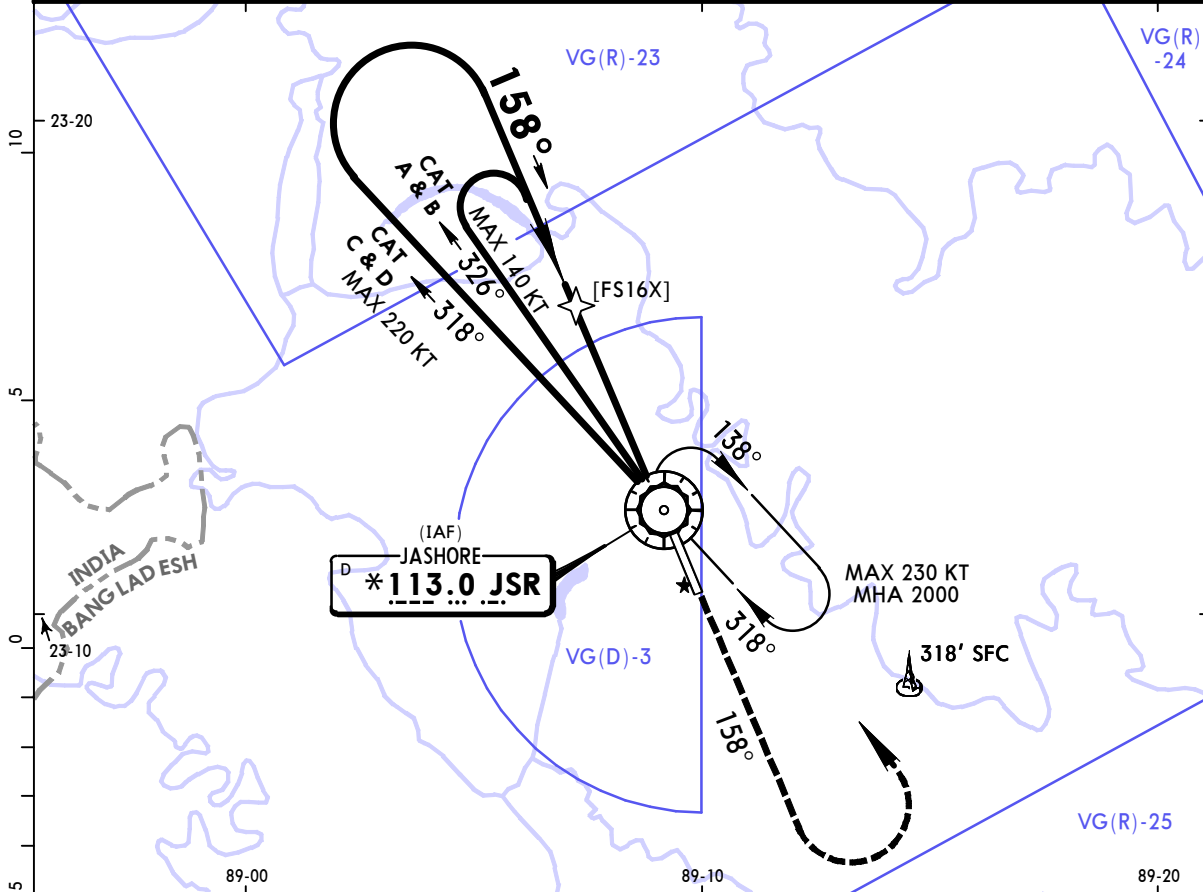 VG(R)-23
VG(R)
-24
158°
10
23-20
CAT
A & B
326°
MAX 140 KT
CAT
C & D
318°
MAX 220 KT
[FS16X]
5
138°
(IAF)
JASHORE
D
*113.0 JSR
INDIA
BANGLADESH
MAX 230 KT
MHA 2000
318°
0
23-10
VG(D)-3
318' SFC
158°
VG(R)-25
5
89-00
89-10
89-20